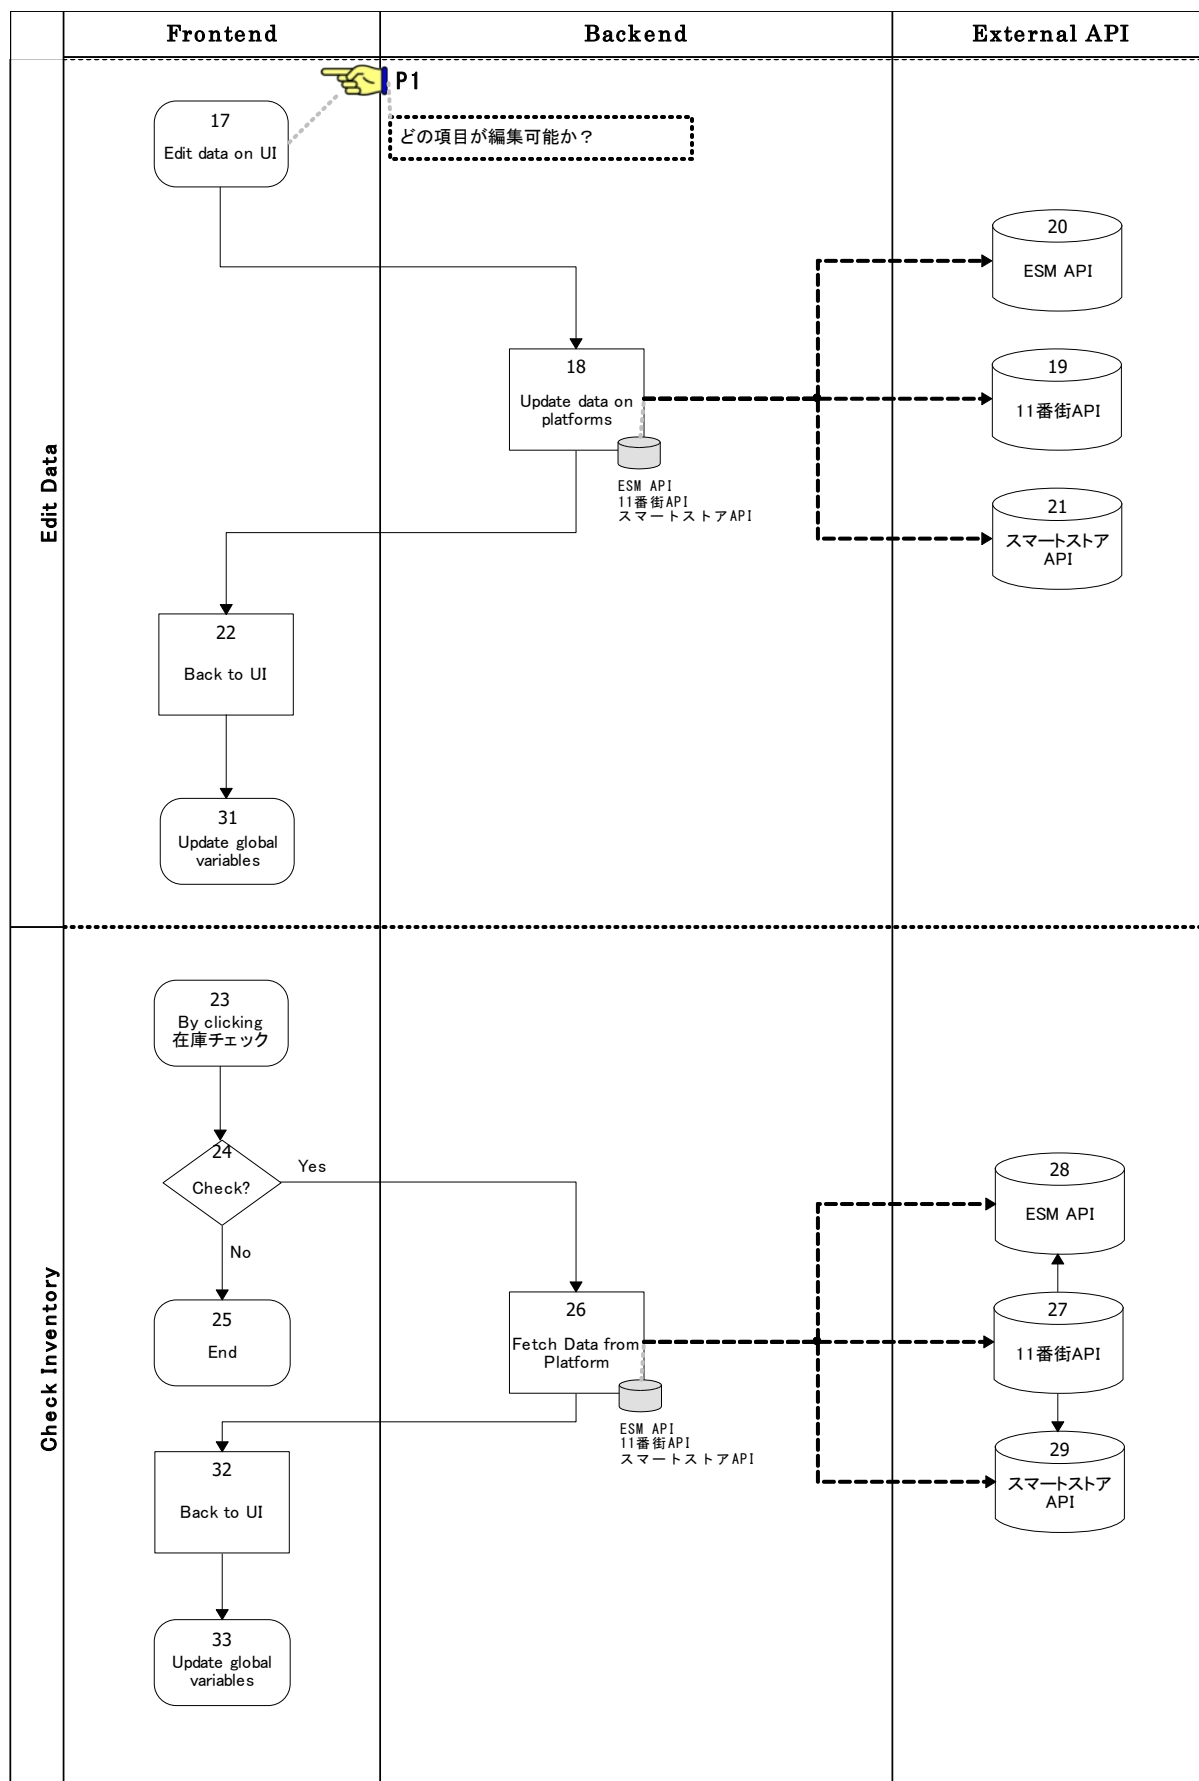 Frontend
Backend
External API
Edit Data
P1
どの項目が編集可能か？
17
Edit data on UI
20
ESM API
18
Update data on
platforms
ESM API
11番街API
スマートストアAPI
19
11番街API
21
スマートストア
API
22
Back to UI
31
Update global
variables
Check Inventory
23
By clicking
在庫チェック
24
Check?
Yes
No
25
End
26
Fetch Data from
Platform
ESM API
11番街API
スマートストアAPI
28
ESM API
27
11番街API
29
スマートストア
API
32
Back to UI
33
Update global
variables